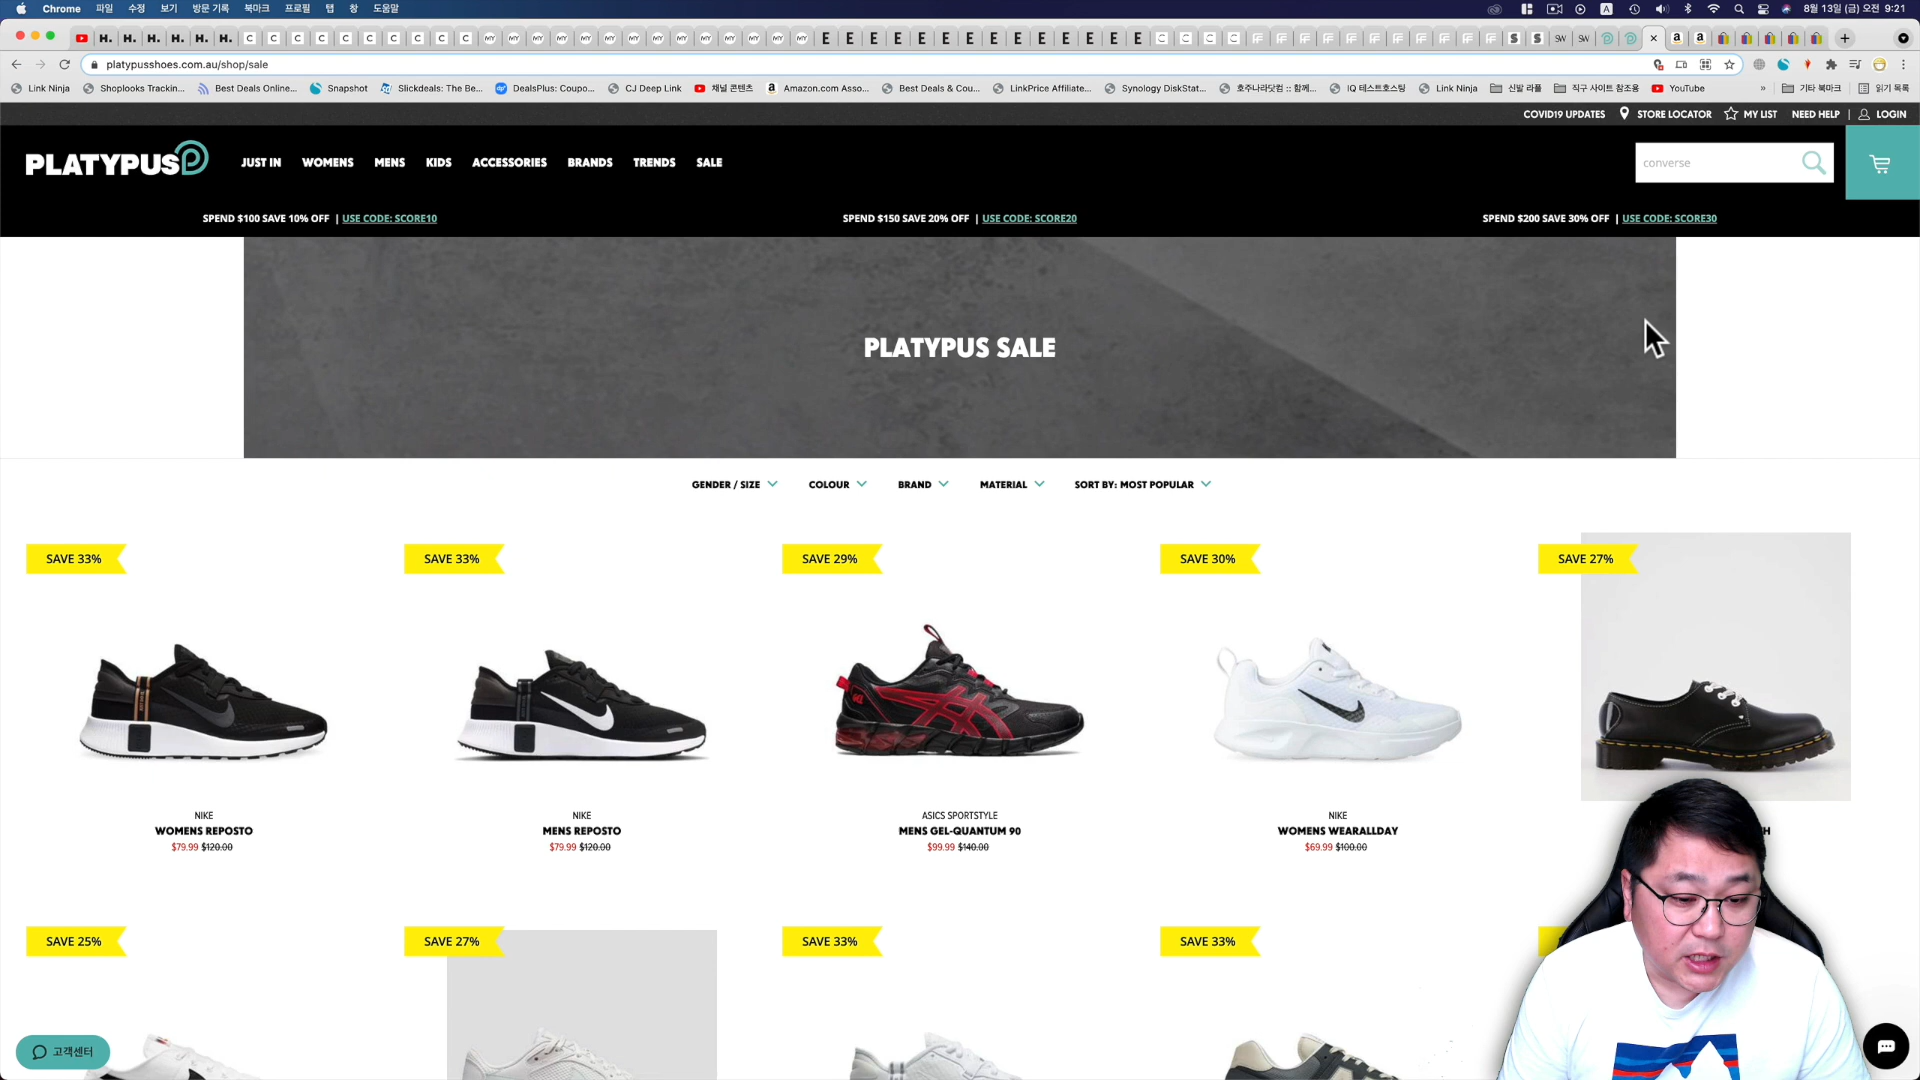 Chrome 파일 수정 보기 방문 기록 북마크 프로필 탭 창 도움말
8월 13일 (금) 오전 9:21
platypusshoes.com.au/shop/sale
Link Ninja Shoplooks Trackin... Best Deals Online... Snapshot Slickdeals: The Be... DealsPlus: Coupo... CJ Deep Link 채널 콘텐츠 Amazon.com Asso... Best Deals & Cou... LinkPrice Affiliate... Synology DiskStat... 호주나라닷컴 :: 함께... IQ 테스트호스팅 Link Ninja 신발 라플 직구 사이트 참조용 YouTube » 기타 북마크 읽기 목록
COVID19 UPDATES STORE LOCATOR MY LIST NEED HELP | LOGIN
PLATYPUS JUST IN WOMENS MENS KIDS ACCESSORIES BRANDS TRENDS SALE
converse
SPEND $100 SAVE 10% OFF | USE CODE: SCORE10
SPEND $150 SAVE 20% OFF | USE CODE: SCORE20
SPEND $200 SAVE 30% OFF | USE CODE: SCORE30
PLATYPUS SALE
GENDER / SIZE COLOUR BRAND MATERIAL SORT BY: MOST POPULAR
SAVE 33%
SAVE 33%
SAVE 29%
SAVE 30%
SAVE 27%
NIKE
WOMENS REPOSTO
$79.99 $120.00
NIKE
MENS REPOSTO
$79.99 $120.00
ASICS SPORTSTYLE
MENS GEL-QUANTUM 90
$99.99 $140.00
NIKE
WOMENS WEARALLDAY
$69.99 $100.00
SAVE 25%
SAVE 27%
SAVE 33%
SAVE 33%
고객센터